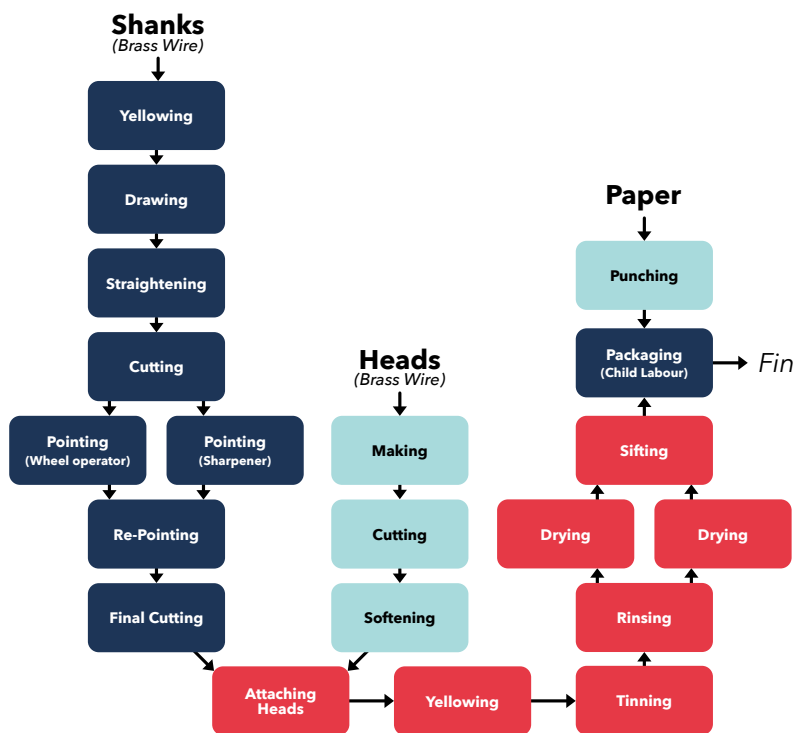 Shanks
(Brass Wire)
Yellowing
Drawing
Straightening
Cutting
Pointing
(Wheel operator)
Pointing
(Sharpener)
Re-Pointing
Final Cutting
Heads
(Brass Wire)
Making
Cutting
Softening
Attaching
Heads
Yellowing
Tinning
Rinsing
Drying
Drying
Sifting
Paper
Punching
Packaging
(Child Labour)
Fin